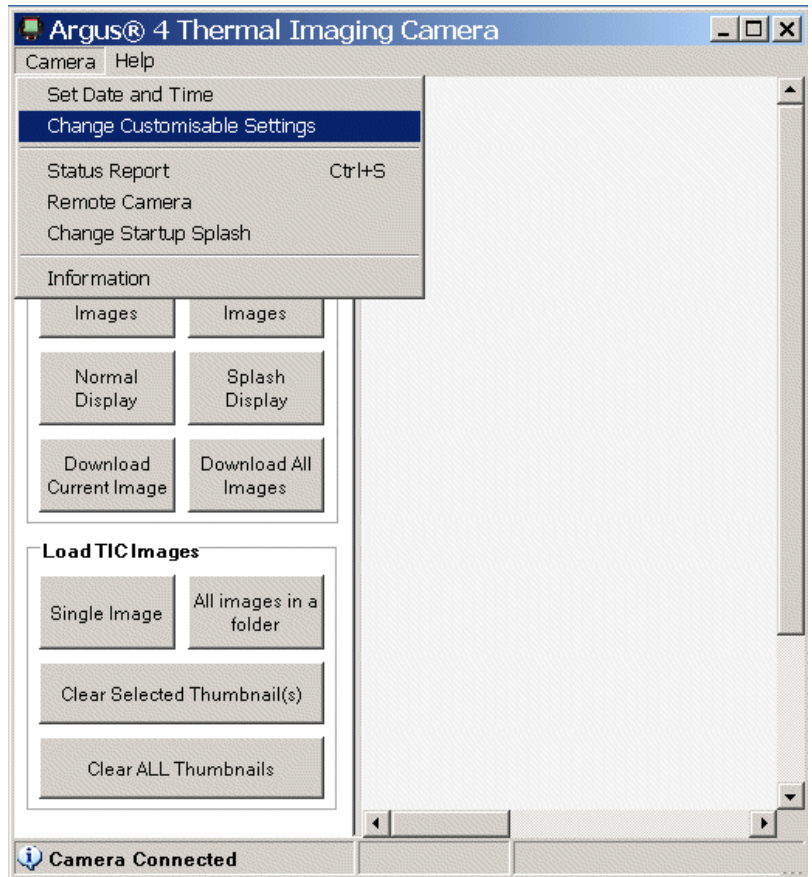 Argus® 4 Thermal Imaging Camera
Camera Help
Set Date and Time
Change Customisable Settings
Status Report Ctrl+S
Remote Camera
Change Startup Splash
Information
Images Images
Normal Splash
Display Display
Download Download All
Current Image Images
Load TIC Images
Single Image All images in a
folder
Clear Selected Thumbnail(s)
Clear ALL Thumbnails
Camera Connected